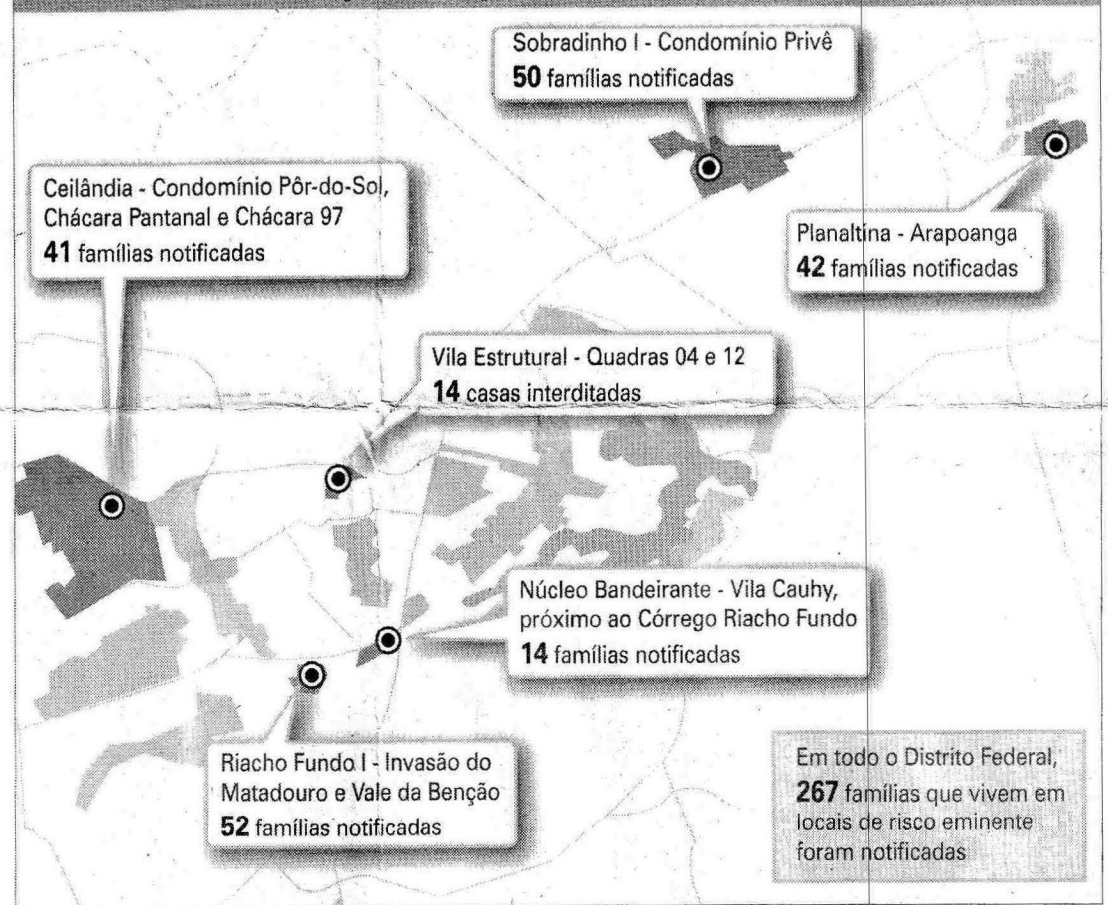 Sobradinho I - Condomínio Privê
50 famílias notificadas
Ceilândia - Condomínio Pôr-do-Sol,
Chácara Pantanal e Chácara 97
41 famílias notificadas
Planaltina - Arapoanga
42 famílias notificadas
Vila Estrutural - Quadras 04 e 12
14 casas interditadas
Núcleo Bandeirante - Vila Cauhy,
próximo ao Córrego Riacho Fundo
14 famílias notificadas
Riacho Fundo I - Invasão do
Matadouro e Vale da Benção
52 famílias notificadas
Em todo o Distrito Federal,
267 famílias que vivem em
locais de risco eminente
foram notificadas